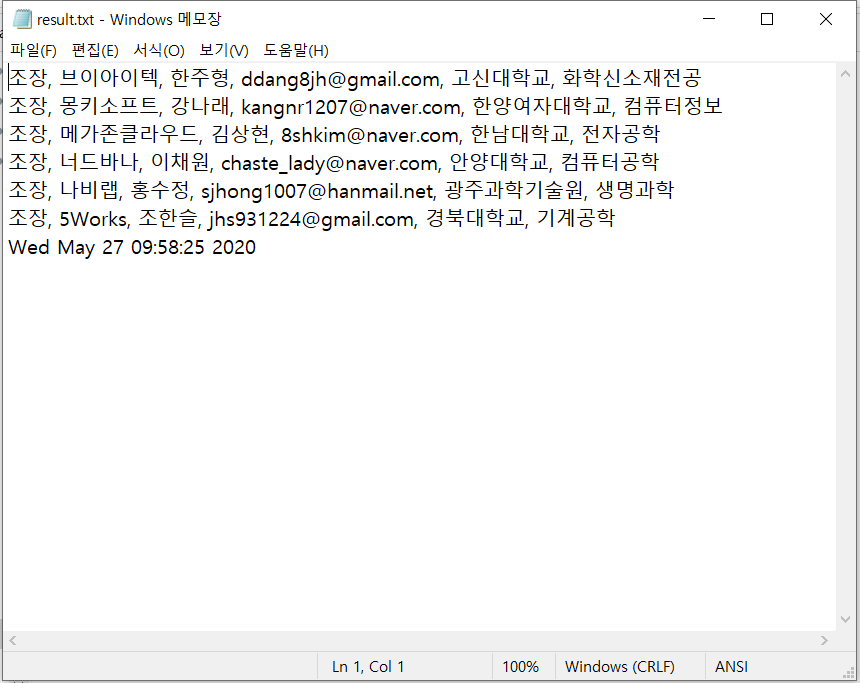 result.txt - Windows 메모장
파일(F) 편집(E) 서식(O) 보기(V) 도움말(H)
조장, 브이아이텍, 한주형, ddang8jh@gmail.com, 고신대학교, 화학신소재전공
조장, 몽키소프트, 강나래, kangnr1207@naver.com, 한양여자대학교, 컴퓨터정보
조장, 메가존클라우드, 김상현, 8shkim@naver.com, 한남대학교, 전자공학
조장, 너드바나, 이채원, chaste_lady@naver.com, 안양대학교, 컴퓨터공학
조장, 나비랩, 홍수정, sjhong1007@hanmail.net, 광주과학기술원, 생명과학
조장, 5Works, 조한슬, jhs931224@gmail.com, 경북대학교, 기계공학
Wed May 27 09:58:25 2020
Ln 1, Col 1 100% Windows (CRLF) ANSI